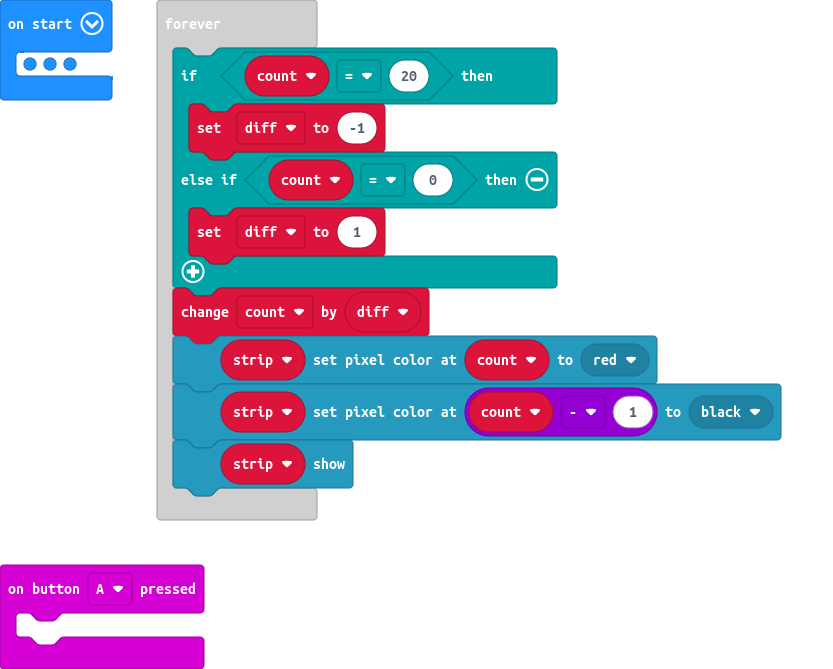 on start
forever
if count = 20 then
set diff to -1
else if count = 0 then
set diff to 1
change count by diff
strip set pixel color at count to red
strip set pixel color at count - 1 to black
strip show
on button A pressed